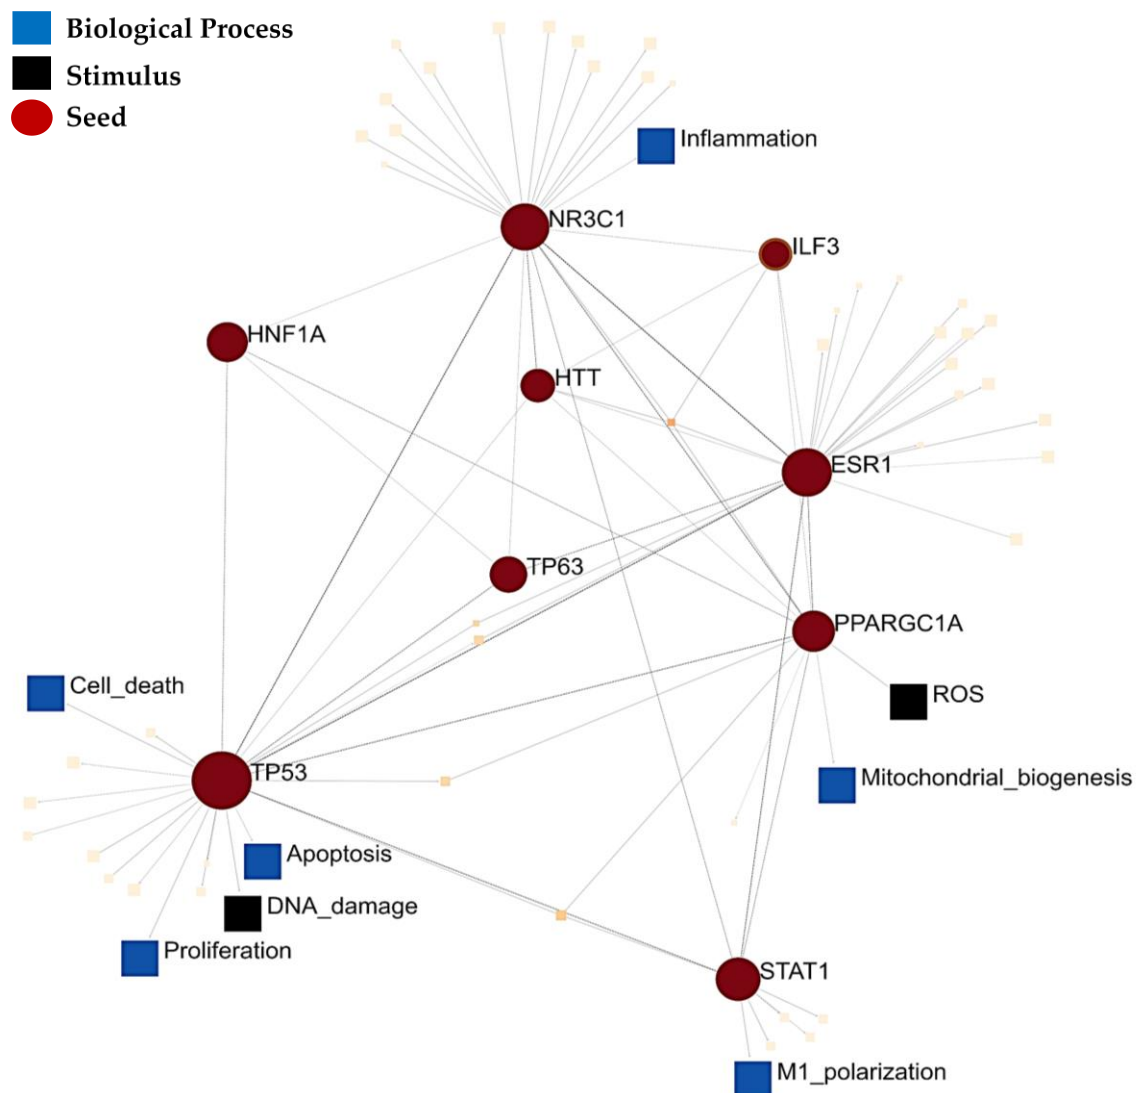 Biological Process
Stimulus
Seed
Inflammation
NR3C1
ILF3
HNF1A
HTT
ESR1
TP63
PPARGC1A
Cell_death
ROS
TP53
Mitochondrial_biogenesis
Apoptosis
DNA_damage
Proliferation
STAT1
M1_polarization